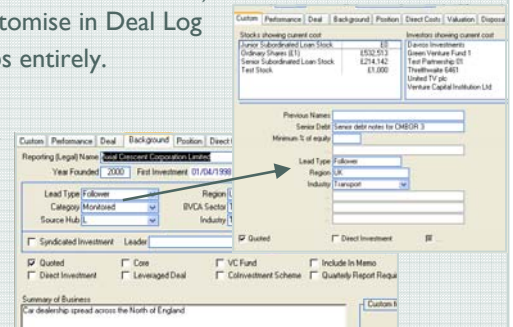 tomise in Deal Log
os entirely.
Custom Performance Deal Background Position Direct Costs Valuation Disposal
Stocks showing current cost
Investors showing current cost
Junior Subordinated Loan Stock £0
Ordinary Shares (£1) £532,513
Senior Subordinated Loan Stock £214,142
Test Stock £1,000
Davros Investments
Green Venture Fund 1
Test Partnership 01
Threlthwaite 6461
United TV plc
Venture Capital Institution Ltd
Previous Names
Senior Debt Senior debt notes for CMBOR 3
Minimum % of equity
Lead Type Follower
Region UK
Industry Transport
Quoted Direct Investment
Custom Performance Deal Background Position Direct
Reporting (Legal) Name Axial Crescent Corporation Limited
Year Founded 2000 First Investment 01/04/1998
Lead Type Follower Region
Category Monitored BVCA Sector
Source Hub L Industry
Syndicated Investment Leader
Quoted Core VC Fund Include In Memo
Direct Investment Leveraged Deal CoInvestment Scheme Quarterly Report Requi
Summary of Business
Car dealership spread across the North of England
Custom